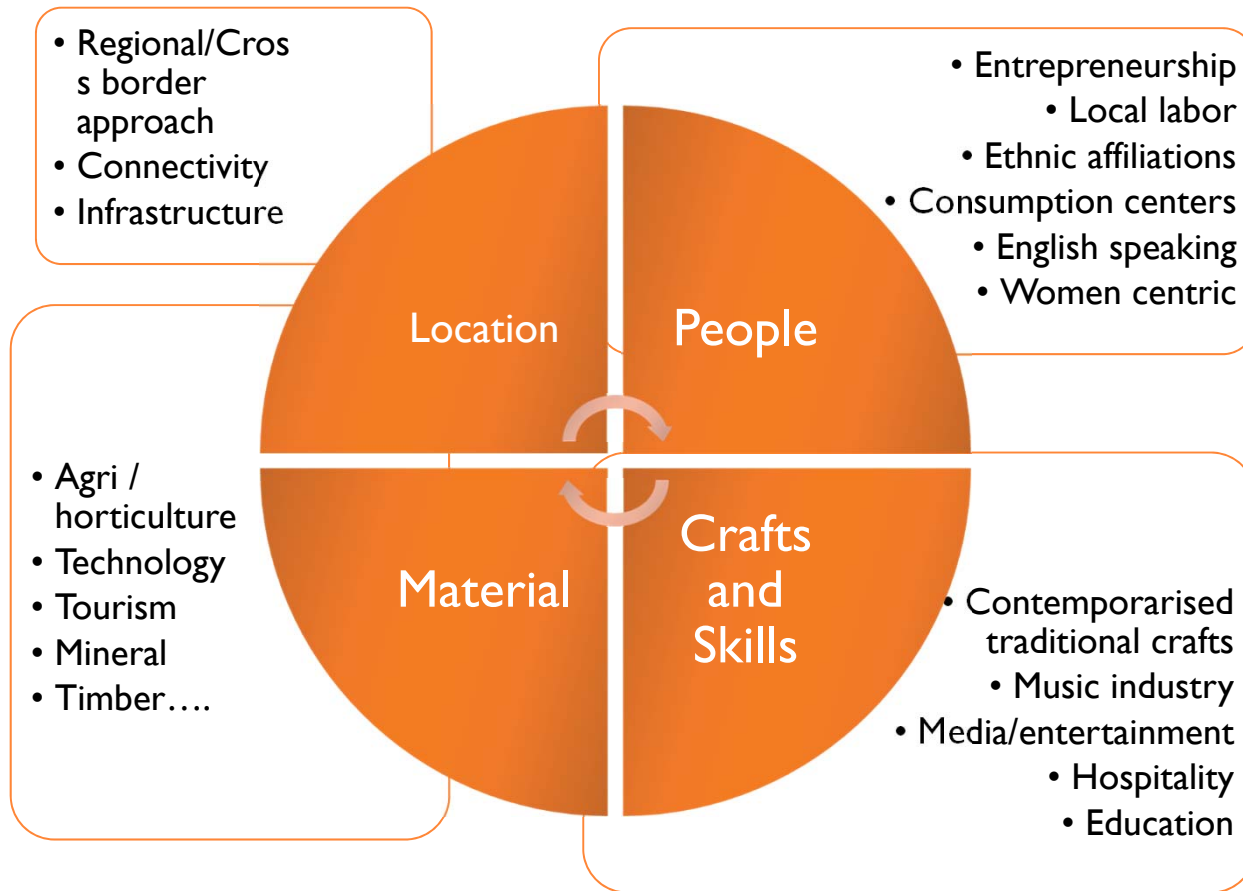 • Regional/Cros
s border
approach
• Connectivity
• Infrastructure
• Entrepreneurship
• Local labor
• Ethnic affiliations
• Consumption centers
• English speaking
• Women centric
Location
People
• Agri /
horticulture
• Technology
• Tourism
• Mineral
• Timber….
Material
Crafts
and
Skills
• Contemporarised
traditional crafts
• Music industry
• Media/entertainment
• Hospitality
• Education